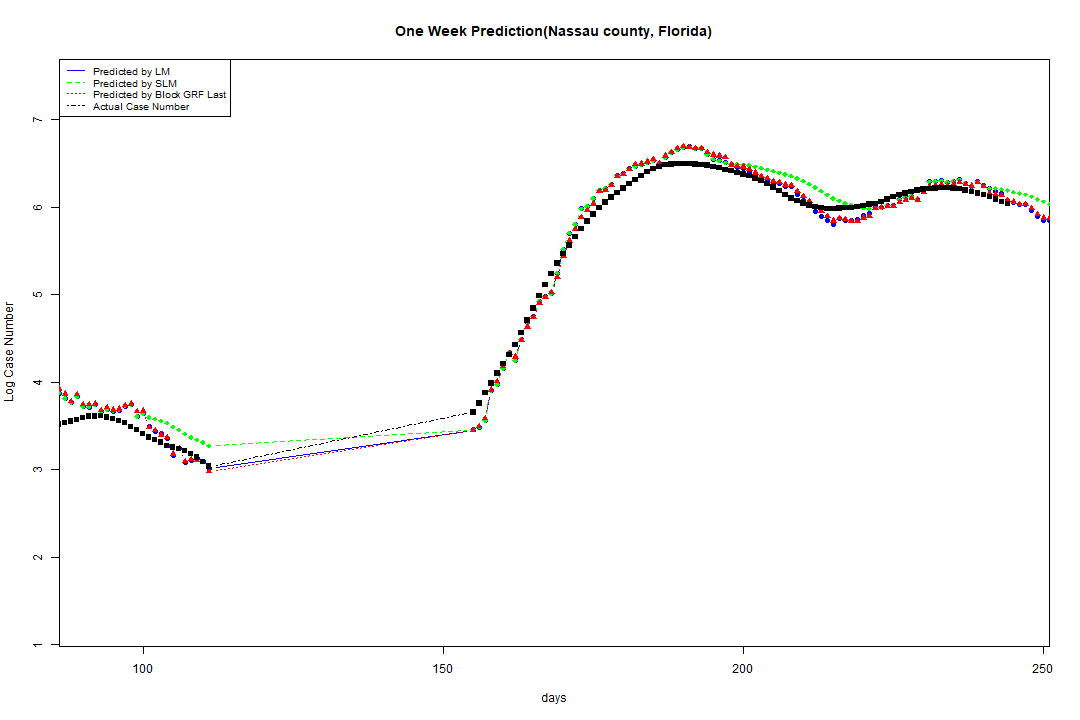 One Week Prediction(Nassau county, Florida)
Predicted by LM
Predicted by SLM
Predicted by Block GRF Last
Actual Case Number
7
6
5
4
3
2
1
Log Case Number
100 150 200 250
days